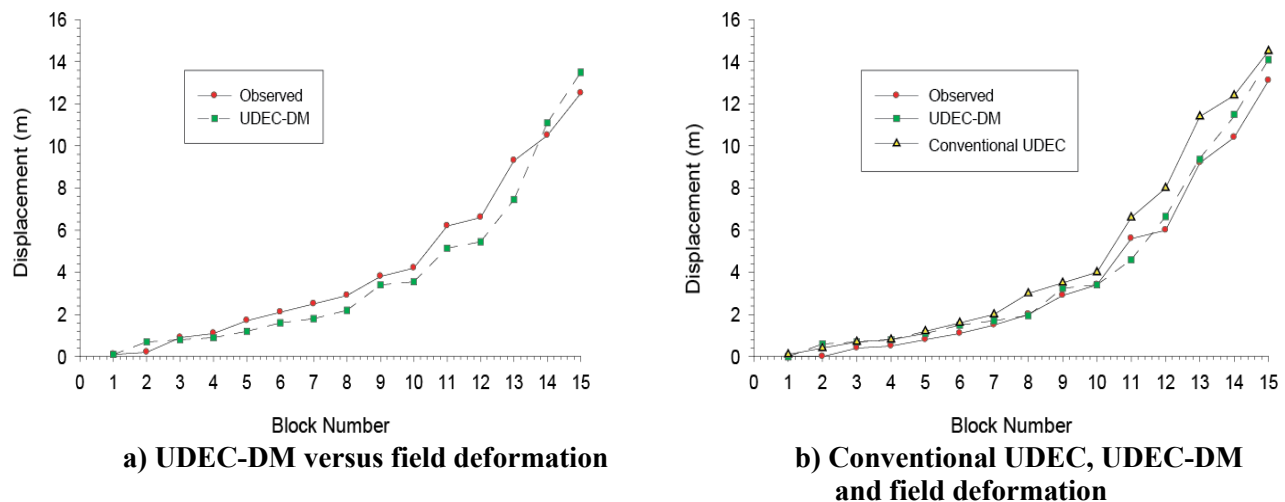 16
14
12
10
8
6
4
2
0
Displacement (m)
Observed
UDEC-DM
0 1 2 3 4 5 6 7 8 9 10 11 12 13 14 15
Block Number
a) UDEC-DM versus field deformation
16
14
12
10
8
6
4
2
0
Displacement (m)
Observed
UDEC-DM
Conventional UDEC
0 1 2 3 4 5 6 7 8 9 10 11 12 13 14 15
Block Number
b) Conventional UDEC, UDEC-DM
and field deformation